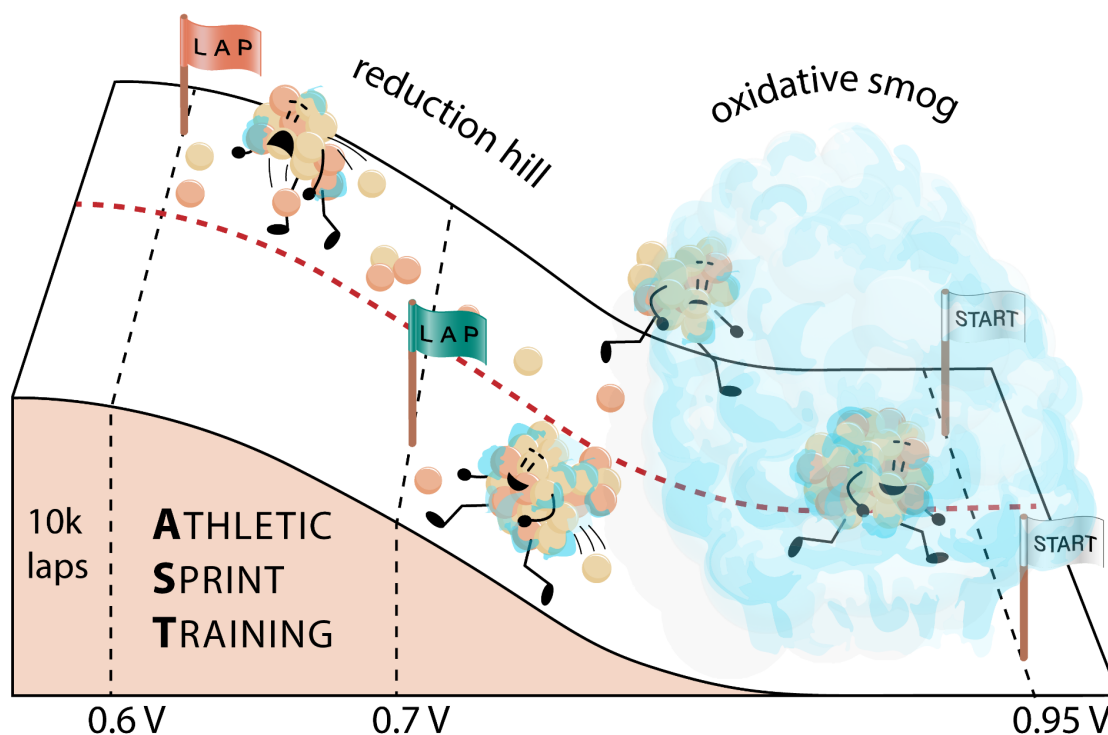 LAP
reduction hill
oxidative smog
LAP
START
START
10k
laps
ATHLETIC
SPRINT
TRAINING
0.6 V
0.7 V
0.95 V